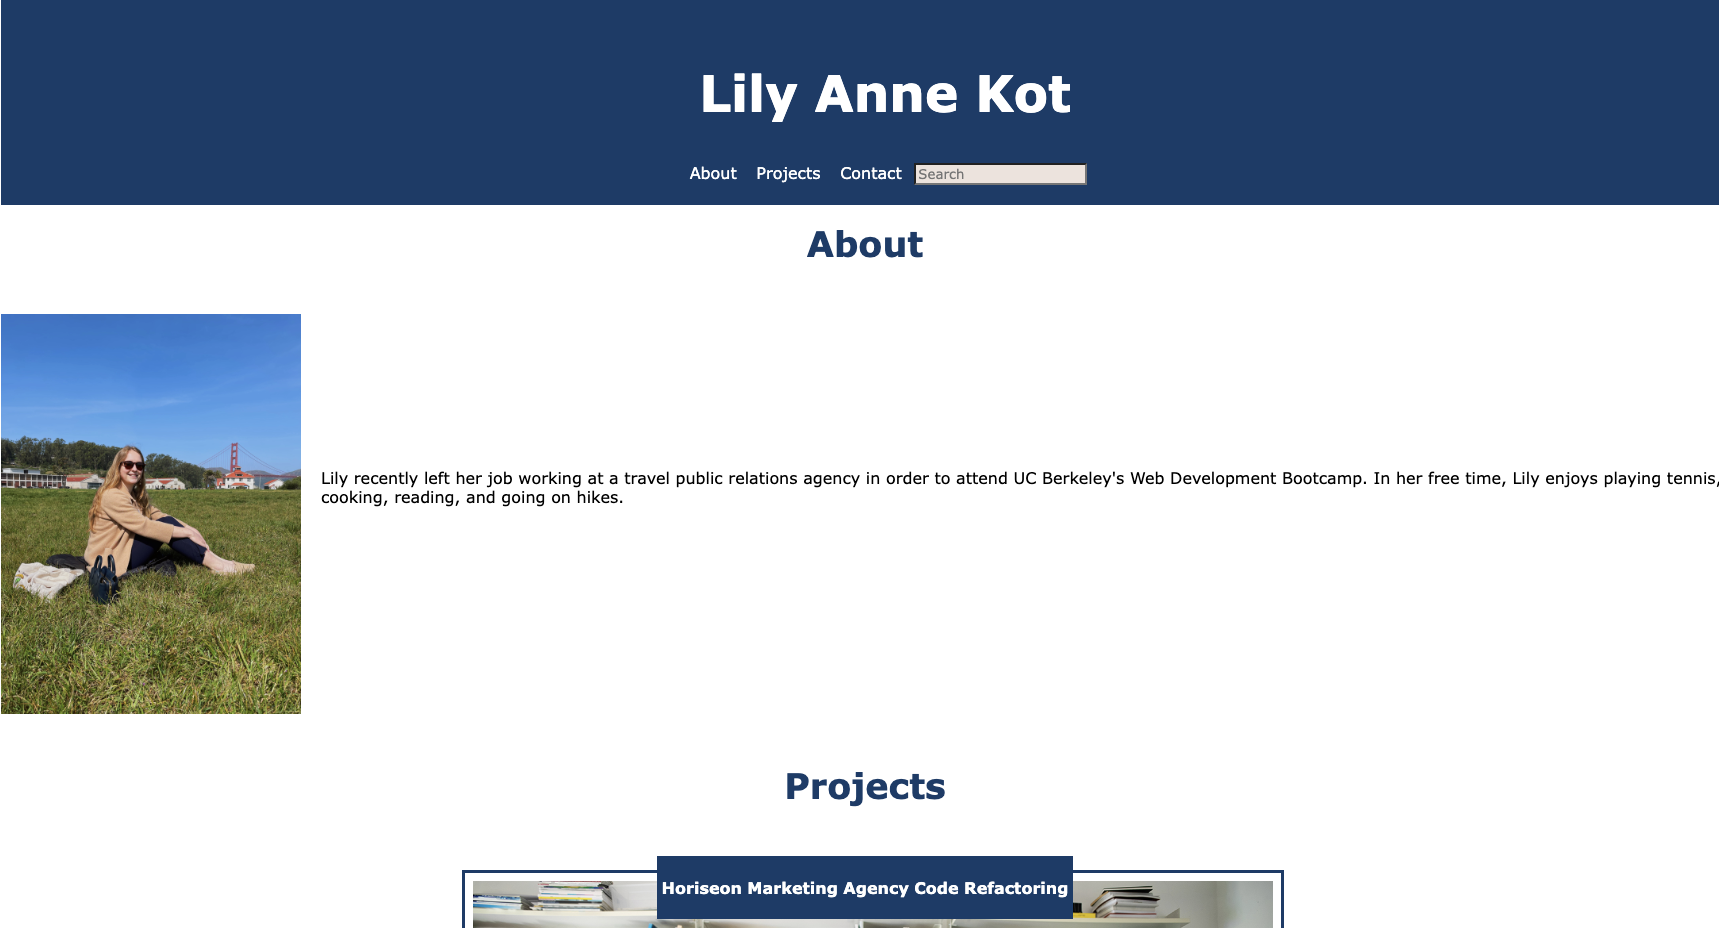 Lily Anne Kot
About Projects Contact Search
About
Lily recently left her job working at a travel public relations agency in order to attend UC Berkeley's Web Development Bootcamp. In her free time, Lily enjoys playing tennis,
cooking, reading, and going on hikes.
Projects
Horiseon Marketing Agency Code Refactoring